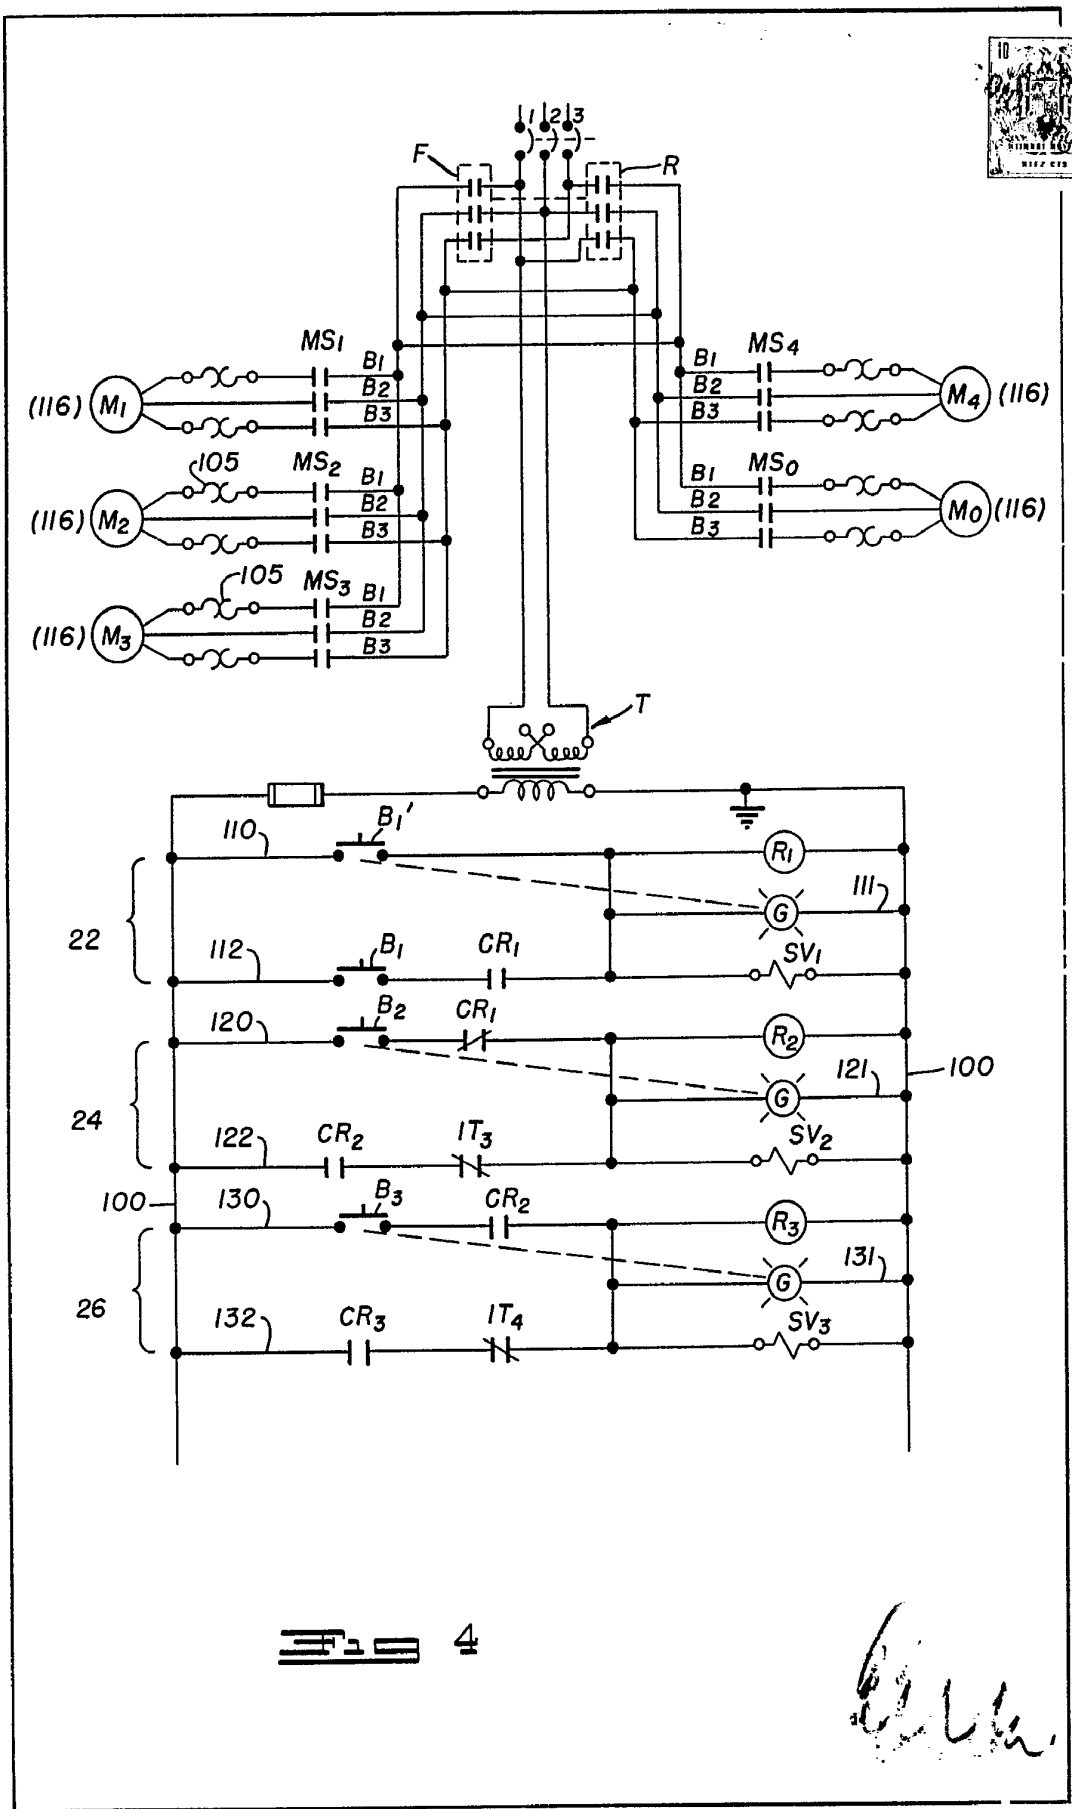 10
1 2 3
F R
MS1 MS4
B1 B1
(116) M1 B2 B2 M4 (116)
B3 B3
105 MS2 MS0
B1 B1
(116) M2 B2 B2 M0 (116)
B3 B3
105 MS3 B1
(116) M3 B2
B3
T
110 B1' R1
111
22 G
112 B1 CR1 SV1
120 B2 CR1 R2
121 100
24 G
122 CR2 1T3 SV2
100 130 B3 CR2 R3
131
26 G
132 CR3 1T4 SV3
Fig 4